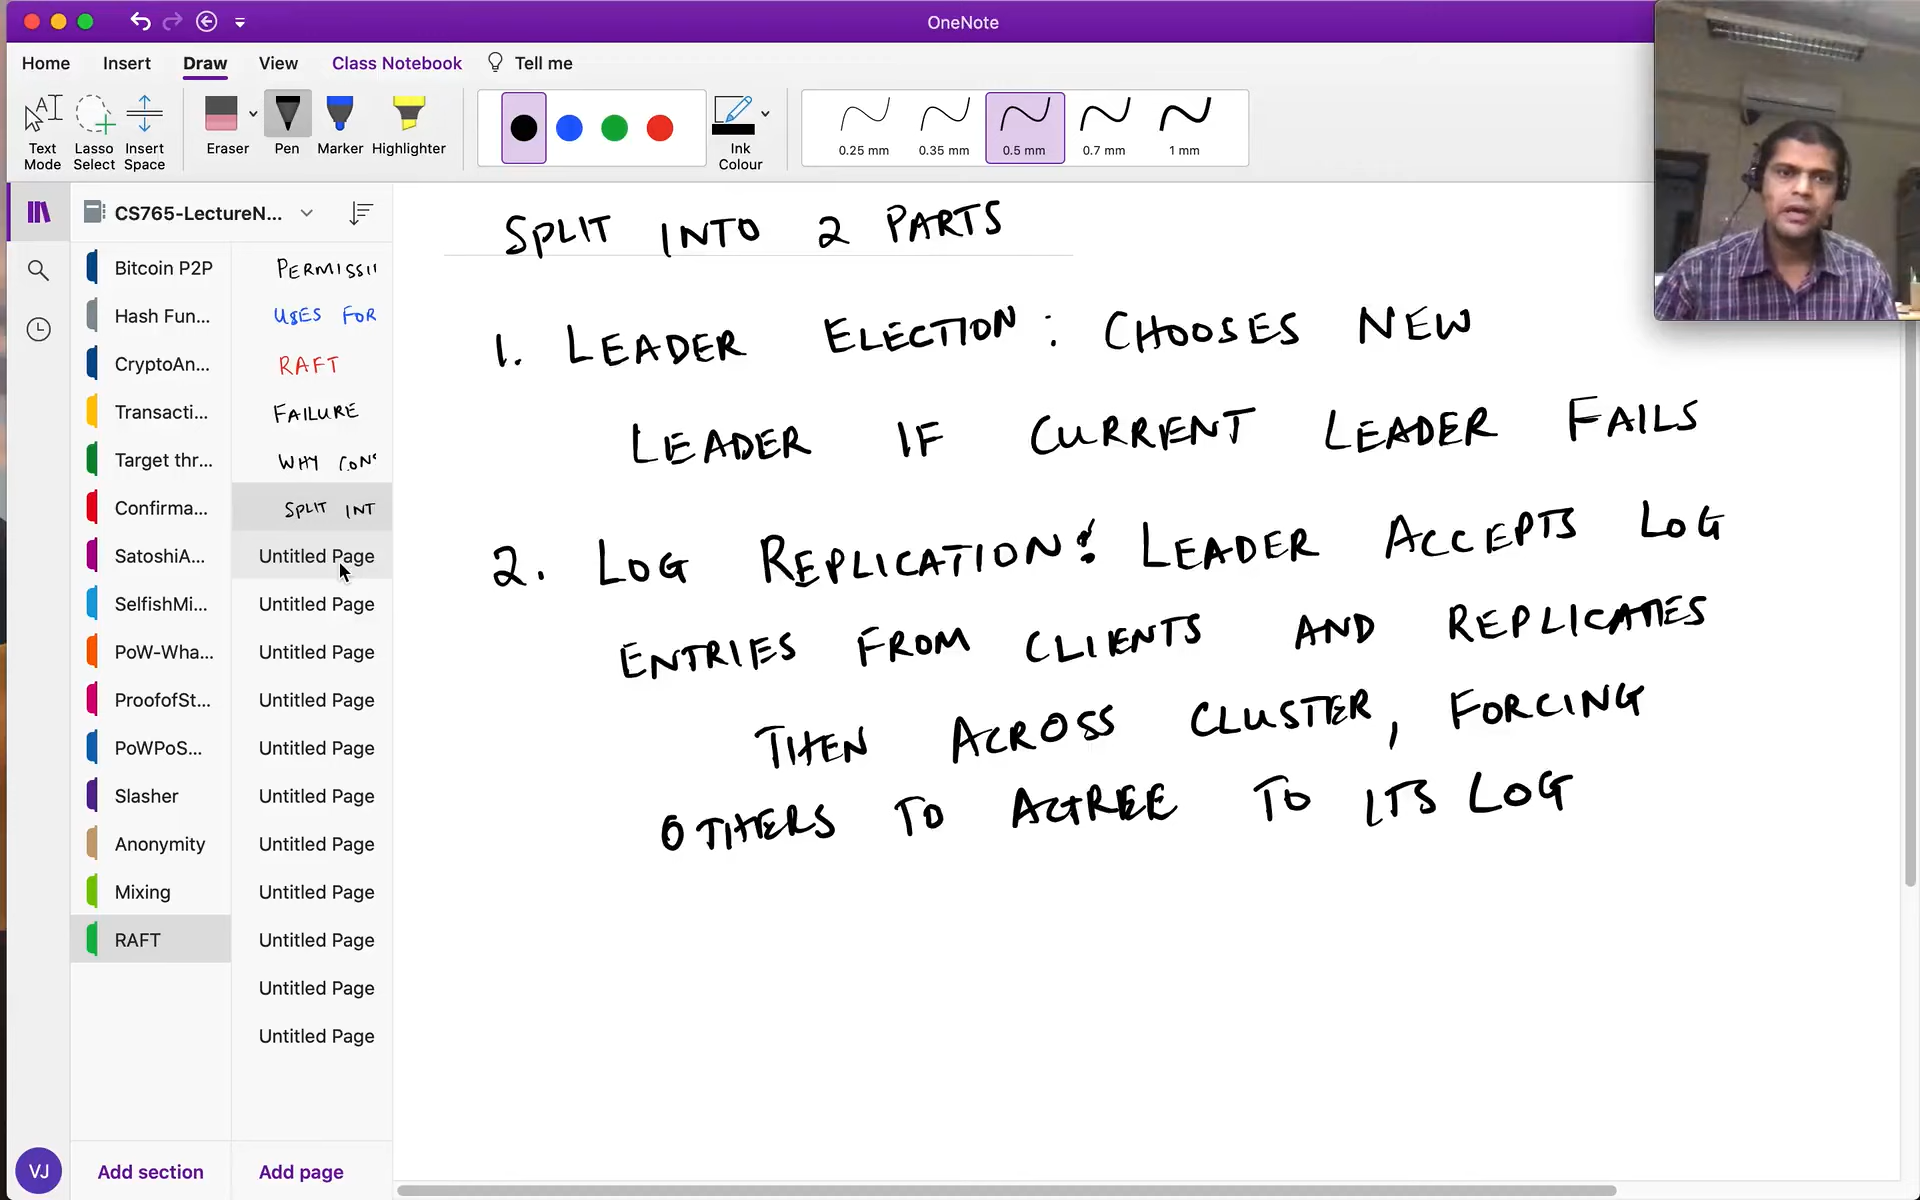 OneNote
Home Insert Draw View Class Notebook Tell me
Text Mode
Lasso Select
Insert Space
Eraser
Pen
Marker
Highlighter
Ink Colour
0.25 mm
0.35 mm
0.5 mm
0.7 mm
1 mm
CS765-LectureN...
Bitcoin P2P
Hash Fun...
CryptoAn...
Transacti...
Target thr...
Confirma...
SatoshiA...
SelfishMi...
PoW-Wha...
ProofofSt...
PoWPoS...
Slasher
Anonymity
Mixing
RAFT
Add section
PERMISSI
USES FOR
RAFT
FAILURE
WHY CONS
SPLIT INT
Untitled Page
Untitled Page
Untitled Page
Untitled Page
Untitled Page
Untitled Page
Untitled Page
Untitled Page
Untitled Page
Untitled Page
Untitled Page
Add page
VJ
SPLIT INTO 2 PARTS
1. LEADER ELECTION : CHOOSES NEW
LEADER IF CURRENT LEADER FAILS
2. LOG REPLICATION: LEADER ACCEPTS LOG
ENTRIES FROM CLIENTS AND REPLICATES
THEN ACROSS CLUSTER, FORCING
OTHERS TO AGREE TO ITS LOG